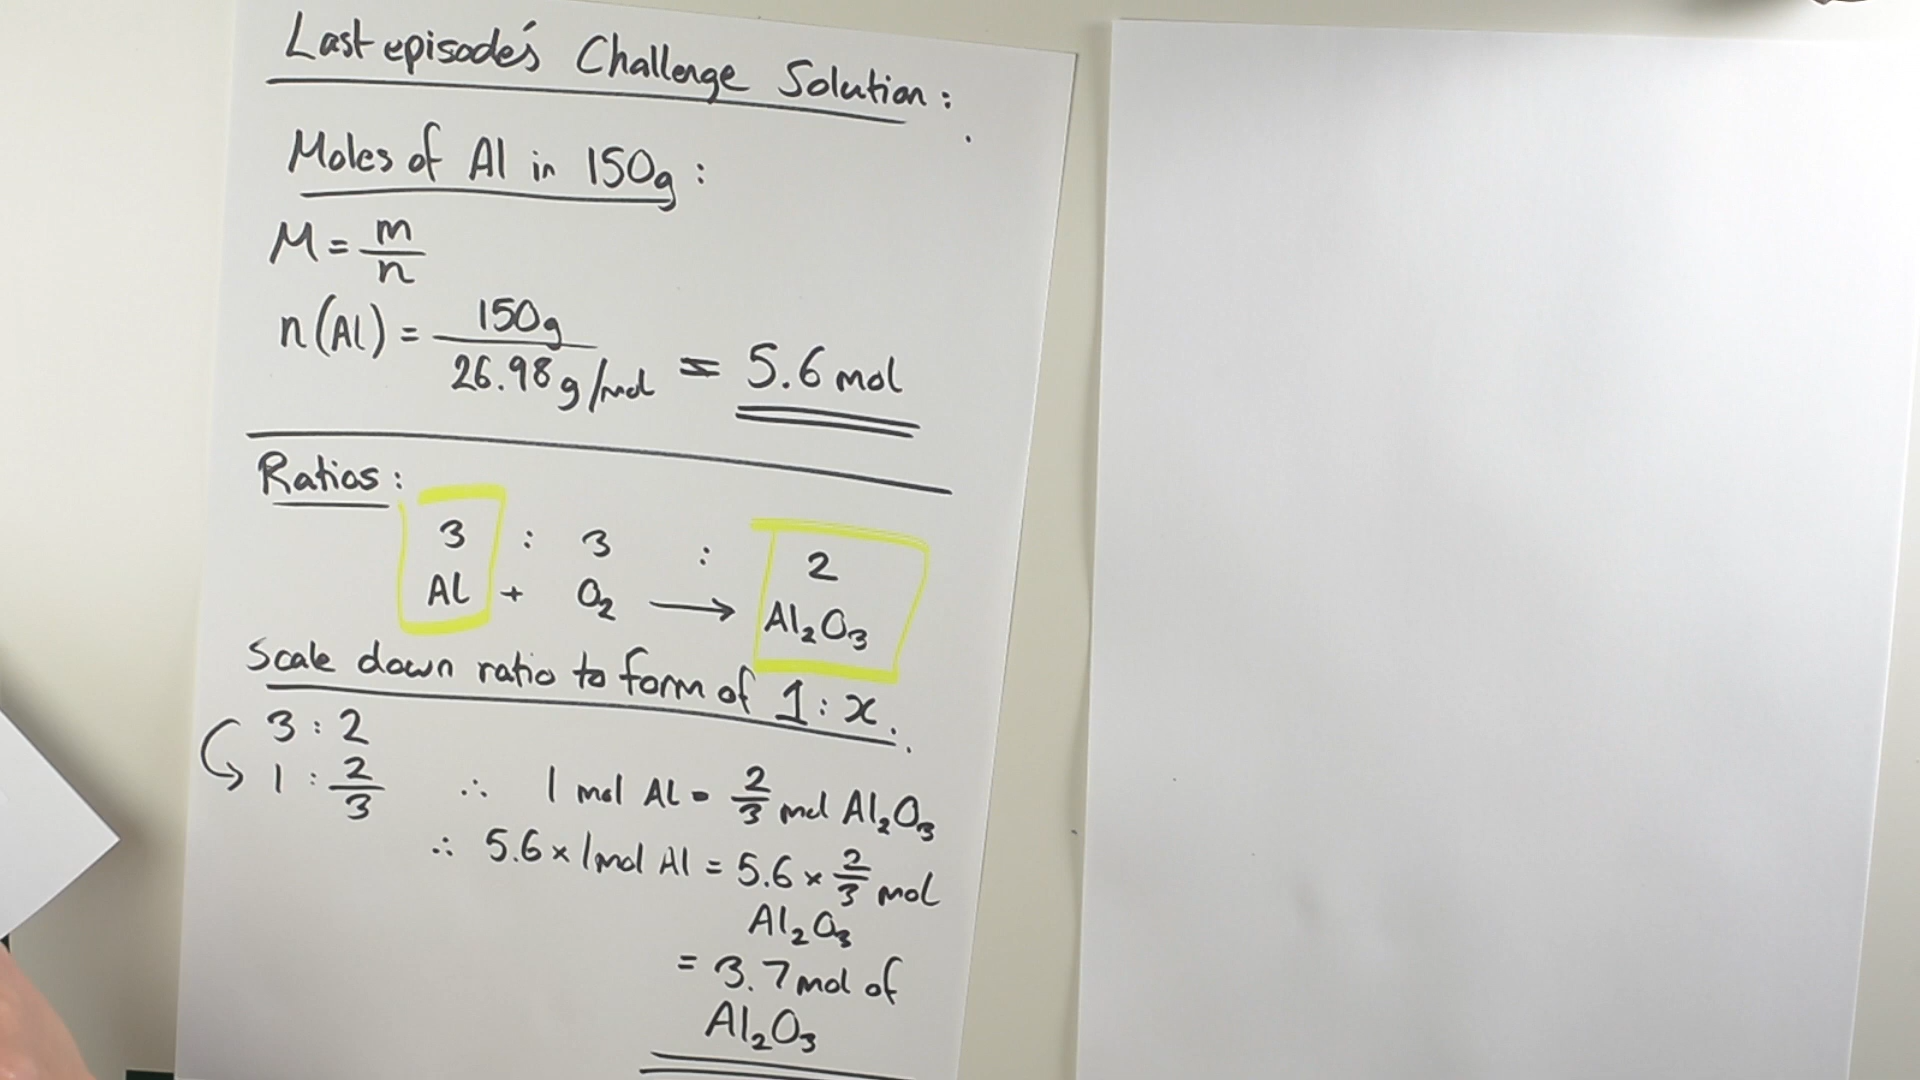 Last episode's Challenge Solution:
Moles of Al in 150g:
M = m/n
n(Al) = 150g / 26.98 g/mol = 5.6 mol
Ratios:
3 : 3 : 2
Al + O₂ → Al₂O₃
Scale down ratio to form of 1 : x.
3 : 2
1 : 2/3 ∴ 1 mol Al = 2/3 mol Al₂O₃
∴ 5.6 × 1 mol Al = 5.6 × 2/3 mol
Al₂O₃
= 3.7 mol of
Al₂O₃